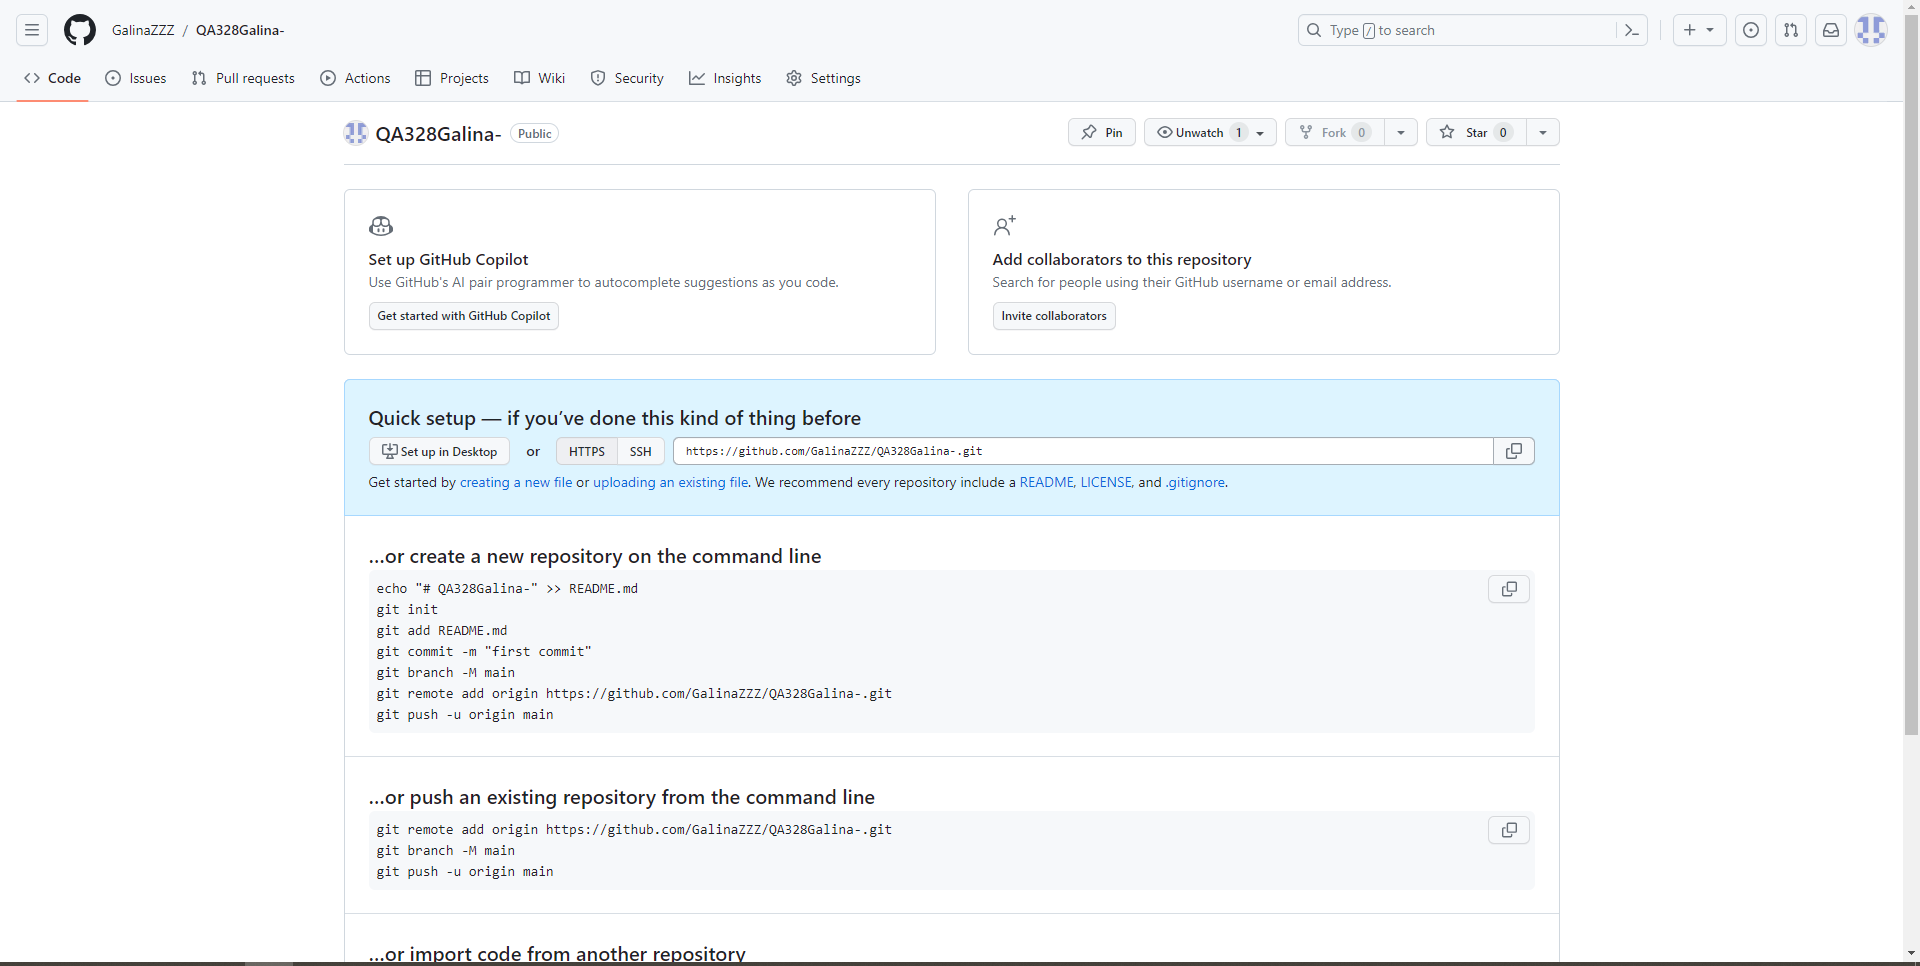 GalinaZZZ / QA328Galina-
Type / to search
Code Issues Pull requests Actions Projects Wiki Security Insights Settings
QA328Galina- Public
Pin Unwatch 1 Fork 0 Star 0
Set up GitHub Copilot
Use GitHub's AI pair programmer to autocomplete suggestions as you code.
Get started with GitHub Copilot
Add collaborators to this repository
Search for people using their GitHub username or email address.
Invite collaborators
Quick setup — if you’ve done this kind of thing before
Set up in Desktop or HTTPS SSH https://github.com/GalinaZZZ/QA328Galina-.git
Get started by creating a new file or uploading an existing file. We recommend every repository include a README, LICENSE, and .gitignore.
…or create a new repository on the command line
echo "# QA328Galina-" >> README.md
git init
git add README.md
git commit -m "first commit"
git branch -M main
git remote add origin https://github.com/GalinaZZZ/QA328Galina-.git
git push -u origin main
…or push an existing repository from the command line
git remote add origin https://github.com/GalinaZZZ/QA328Galina-.git
git branch -M main
git push -u origin main
…or import code from another repository